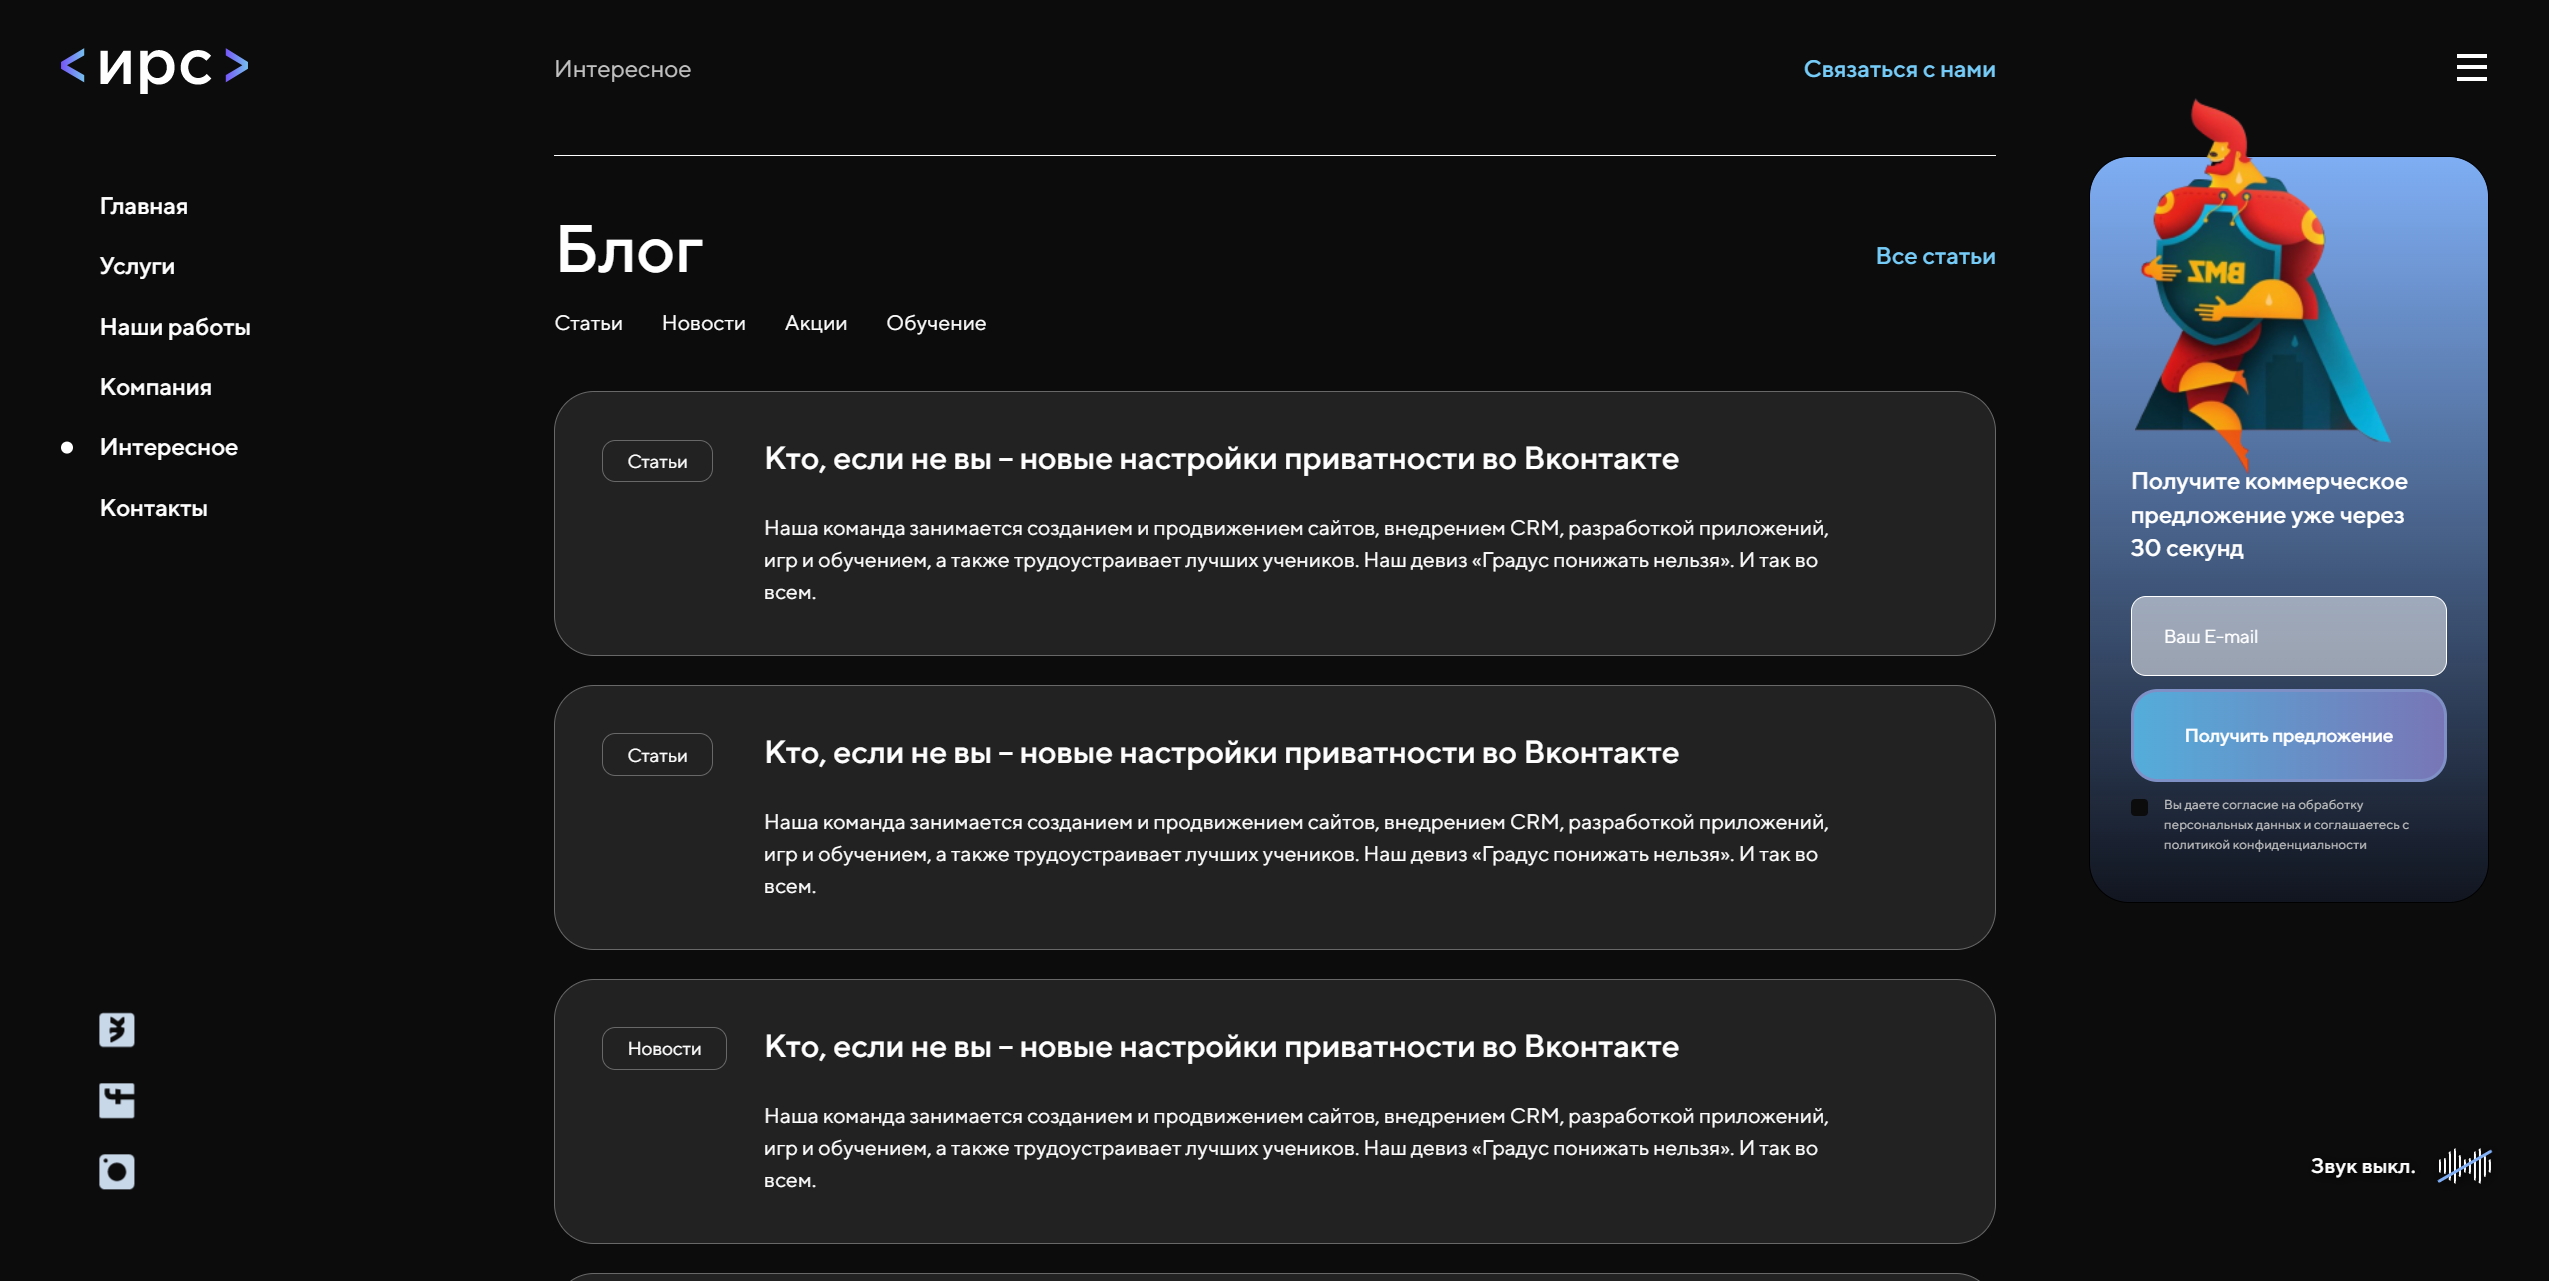 <ирс>
Интересное
Связаться с нами
Главная
Услуги
Наши работы
Компания
Интересное
Контакты
Блог
Все статьи
Статьи
Новости
Акции
Обучение
Статьи
Кто, если не вы – новые настройки приватности во Вконтакте
Наша команда занимается созданием и продвижением сайтов, внедрением CRM, разработкой приложений,
игр и обучением, а также трудоустраивает лучших учеников. Наш девиз «Градус понижать нельзя». И так во
всем.
Статьи
Кто, если не вы – новые настройки приватности во Вконтакте
Наша команда занимается созданием и продвижением сайтов, внедрением CRM, разработкой приложений,
игр и обучением, а также трудоустраивает лучших учеников. Наш девиз «Градус понижать нельзя». И так во
всем.
Новости
Кто, если не вы – новые настройки приватности во Вконтакте
Наша команда занимается созданием и продвижением сайтов, внедрением CRM, разработкой приложений,
игр и обучением, а также трудоустраивает лучших учеников. Наш девиз «Градус понижать нельзя». И так во
всем.
BMZ
Получите коммерческое
предложение уже через
30 секунд
Ваш E-mail
Получить предложение
Вы даете согласие на обработку
персональных данных и соглашаетесь с
политикой конфиденциальности
Звук выкл.